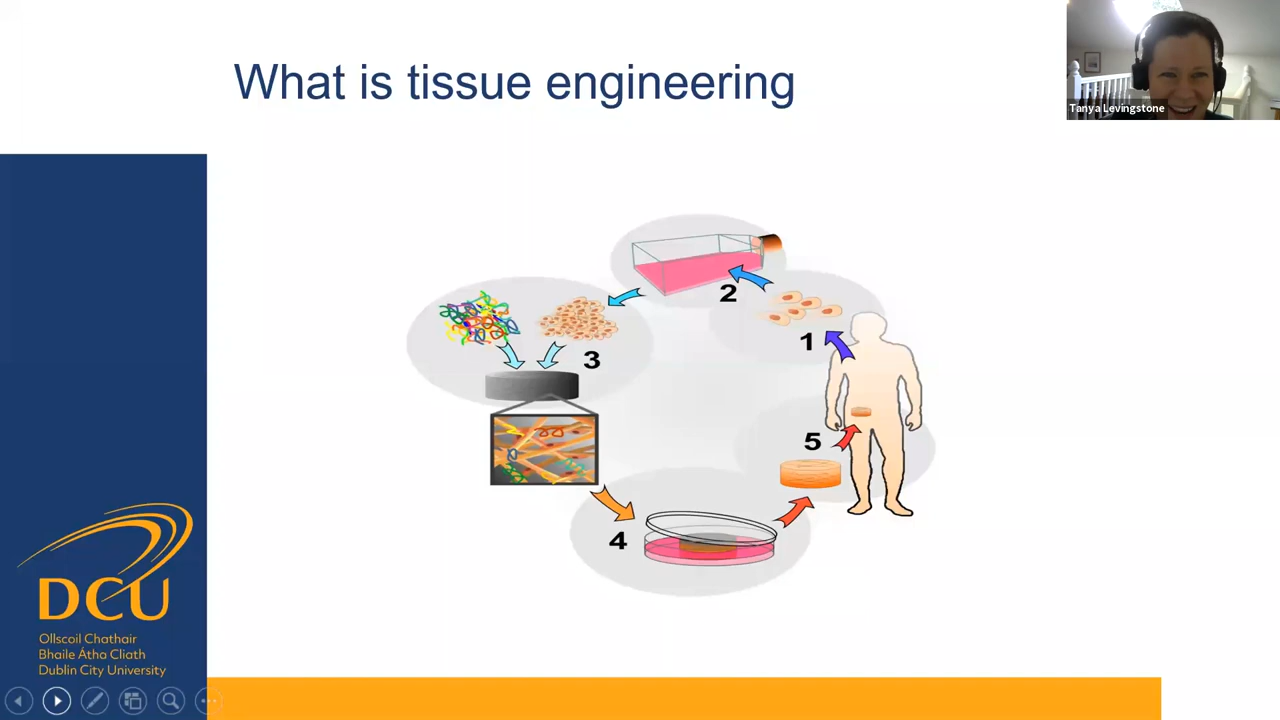 What is tissue engineering
Tanya Levingstone
2
1
3
5
4
DCU
Ollscoil Chathair
Bhaile Átha Cliath
Dublin City University